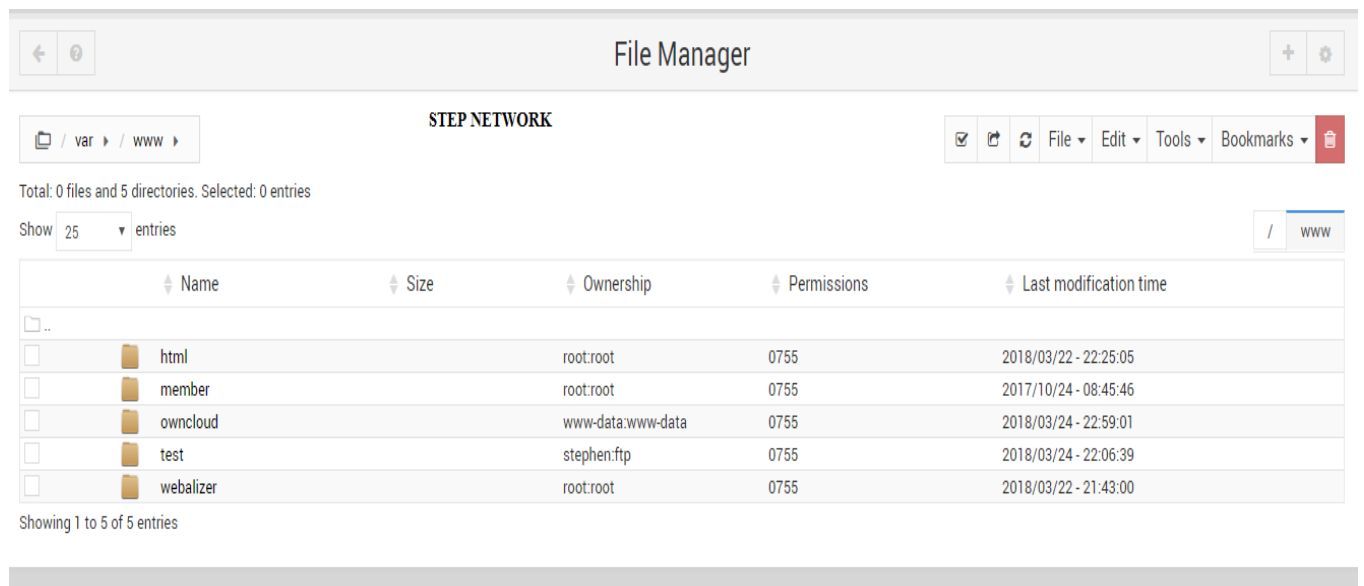 File Manager
STEP NETWORK
/ var / www
File Edit Tools Bookmarks
Total: 0 files and 5 directories. Selected: 0 entries
Show 25 entries
/ www
Name Size Ownership Permissions Last modification time
..
html root:root 0755 2018/03/22 - 22:25:05
member root:root 0755 2017/10/24 - 08:45:46
owncloud www-data:www-data 0755 2018/03/24 - 22:59:01
test stephen:ftp 0755 2018/03/24 - 22:06:39
webalizer root:root 0755 2018/03/22 - 21:43:00
Showing 1 to 5 of 5 entries